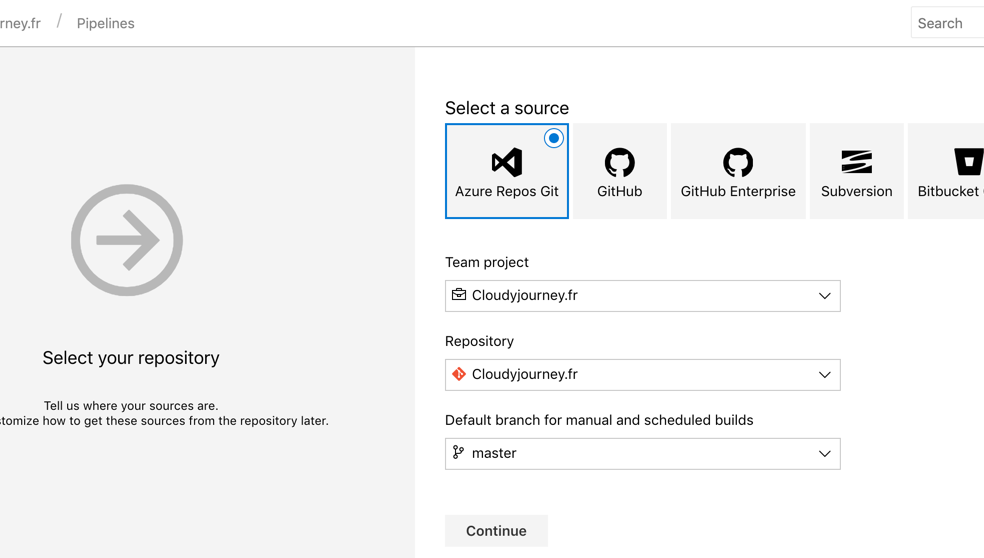 rney.fr / Pipelines
Search
Select a source
Azure Repos Git
GitHub
GitHub Enterprise
Subversion
Bitbucket
Team project
Cloudyjourney.fr
Repository
Cloudyjourney.fr
Default branch for manual and scheduled builds
master
Continue
Select your repository
Tell us where your sources are.
tomize how to get these sources from the repository later.